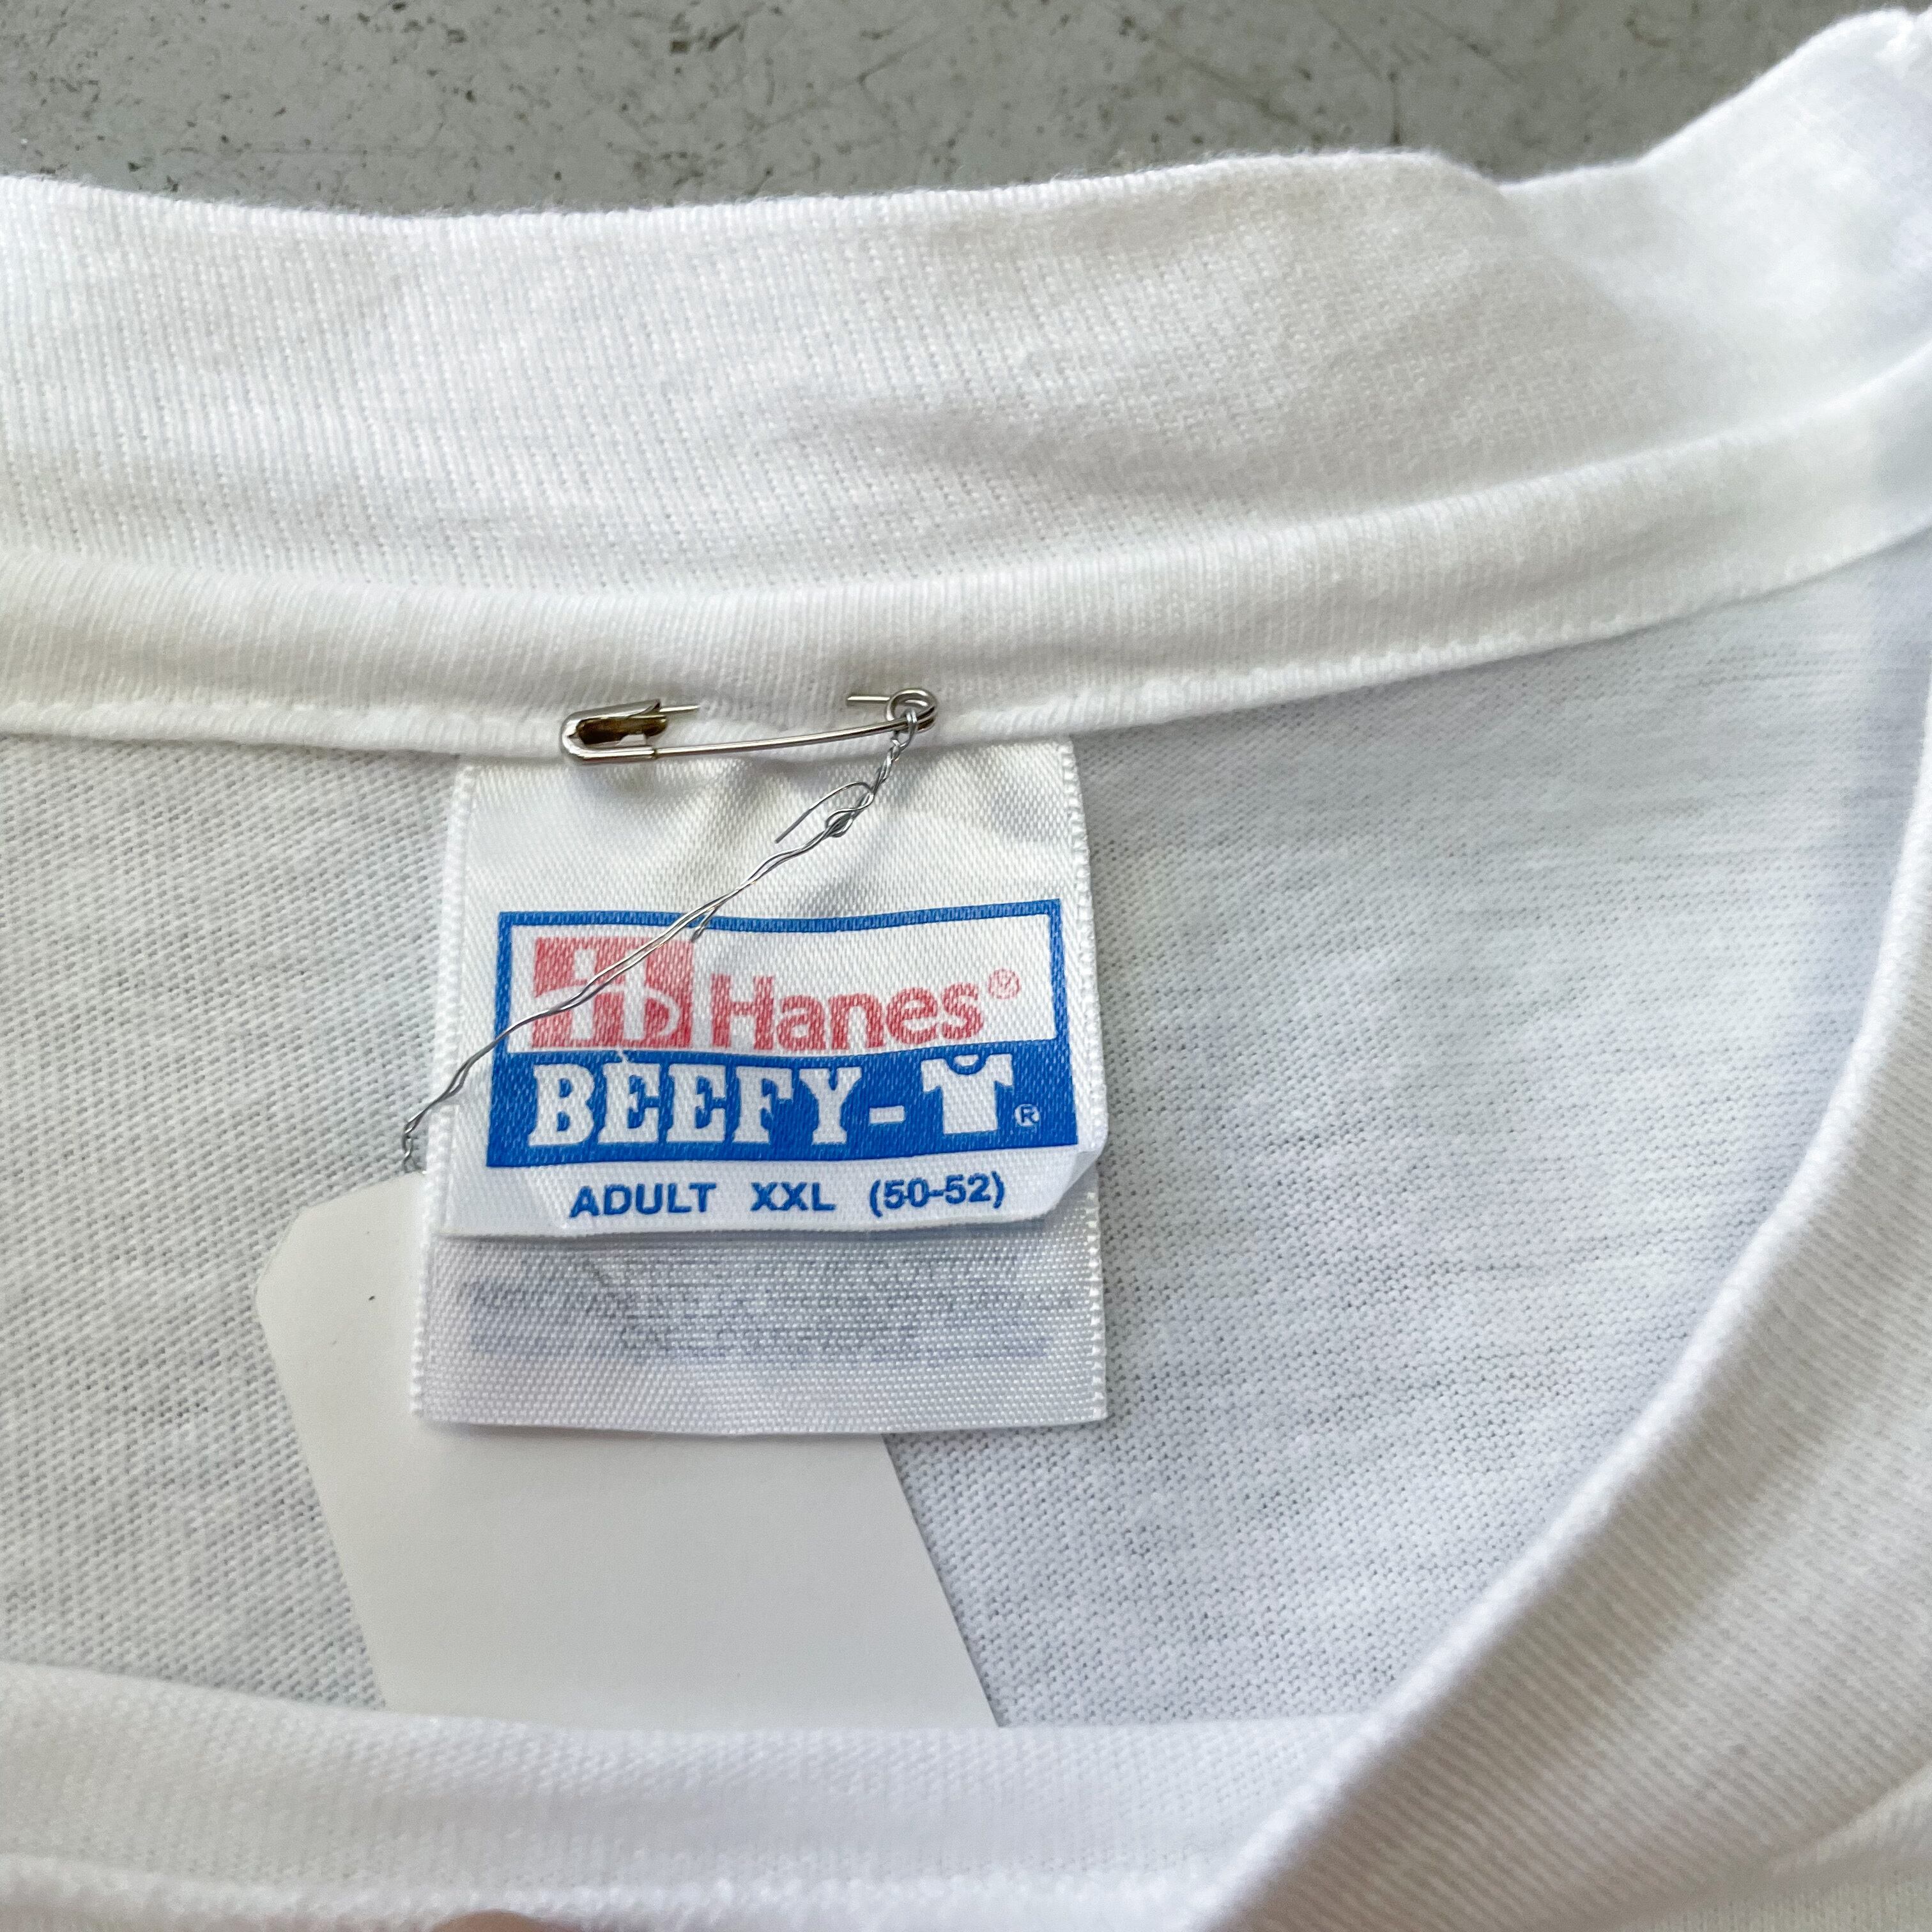 Hanes®
BEEFY-T®
ADULT XXL (50-52)